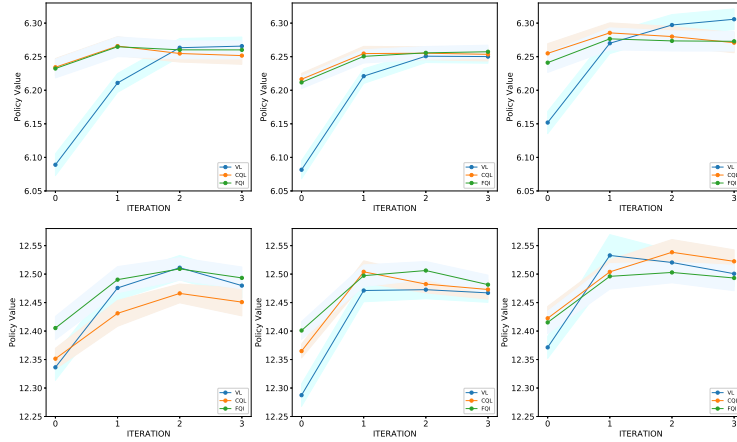 6.30
6.25
6.20
6.15
6.10
6.05
Policy Value
0 1 2 3
ITERATION
VL
CQL
FQI
6.30
6.25
6.20
6.15
6.10
6.05
Policy Value
0 1 2 3
ITERATION
VL
CQL
FQI
6.30
6.25
6.20
6.15
6.10
6.05
Policy Value
0 1 2 3
ITERATION
VL
CQL
FQI
12.55
12.50
12.45
12.40
12.35
12.30
12.25
Policy Value
0 1 2 3
ITERATION
VL
CQL
FQI
12.55
12.50
12.45
12.40
12.35
12.30
12.25
Policy Value
0 1 2 3
ITERATION
VL
CQL
FQI
12.55
12.50
12.45
12.40
12.35
12.30
12.25
Policy Value
0 1 2 3
ITERATION
VL
CQL
FQI